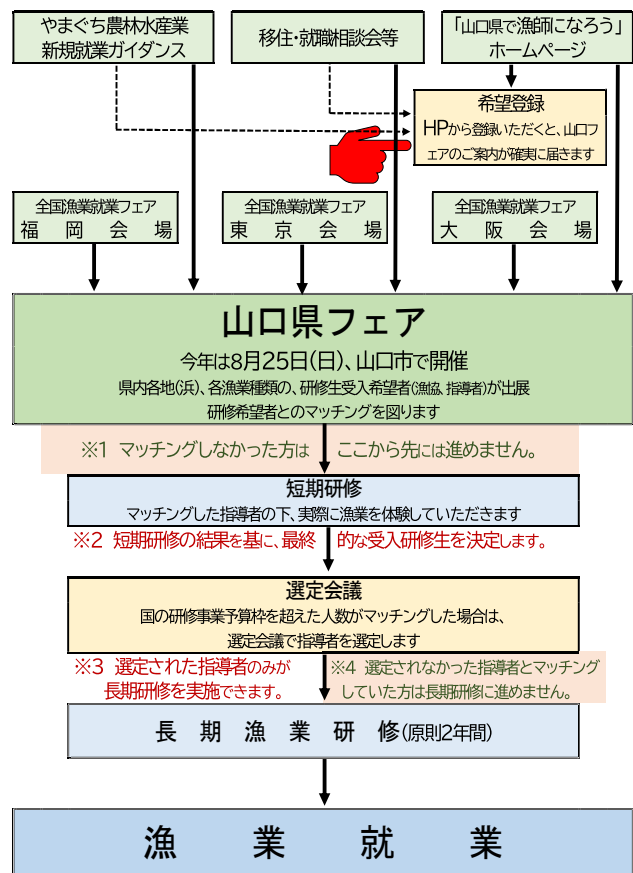 やまぐち農林水産業
新規就業ガイダンス
移住・就職相談会等
「山口県で漁師になろう」
ホームページ
希望登録
HPから登録いただくと、山口フ
ェアのご案内が確実に届きます
全国漁業就業フェア
福岡会場
全国漁業就業フェア
東京会場
全国漁業就業フェア
大阪会場
山口県フェア
今年は8月25日(日)、山口市で開催
県内各地(浜)、各漁業種類の、研修生受入希望者(漁協、指導者)が出展
研修希望者とのマッチングを図ります
※1 マッチングしなかった方は ここから先には進めません。
短期研修
マッチングした指導者の下、実際に漁業を体験していただきます
※2 短期研修の結果を基に、最終 的な受入研修生を決定します。
選定会議
国の研修事業予算枠を超えた人数がマッチングした場合は、
選定会議で指導者を選定します
※3 選定された指導者のみが
長期研修を実施できます。
※4 選定されなかった指導者とマッチング
していた方は長期研修に進めません。
長期漁業研修(原則2年間)
漁業就業